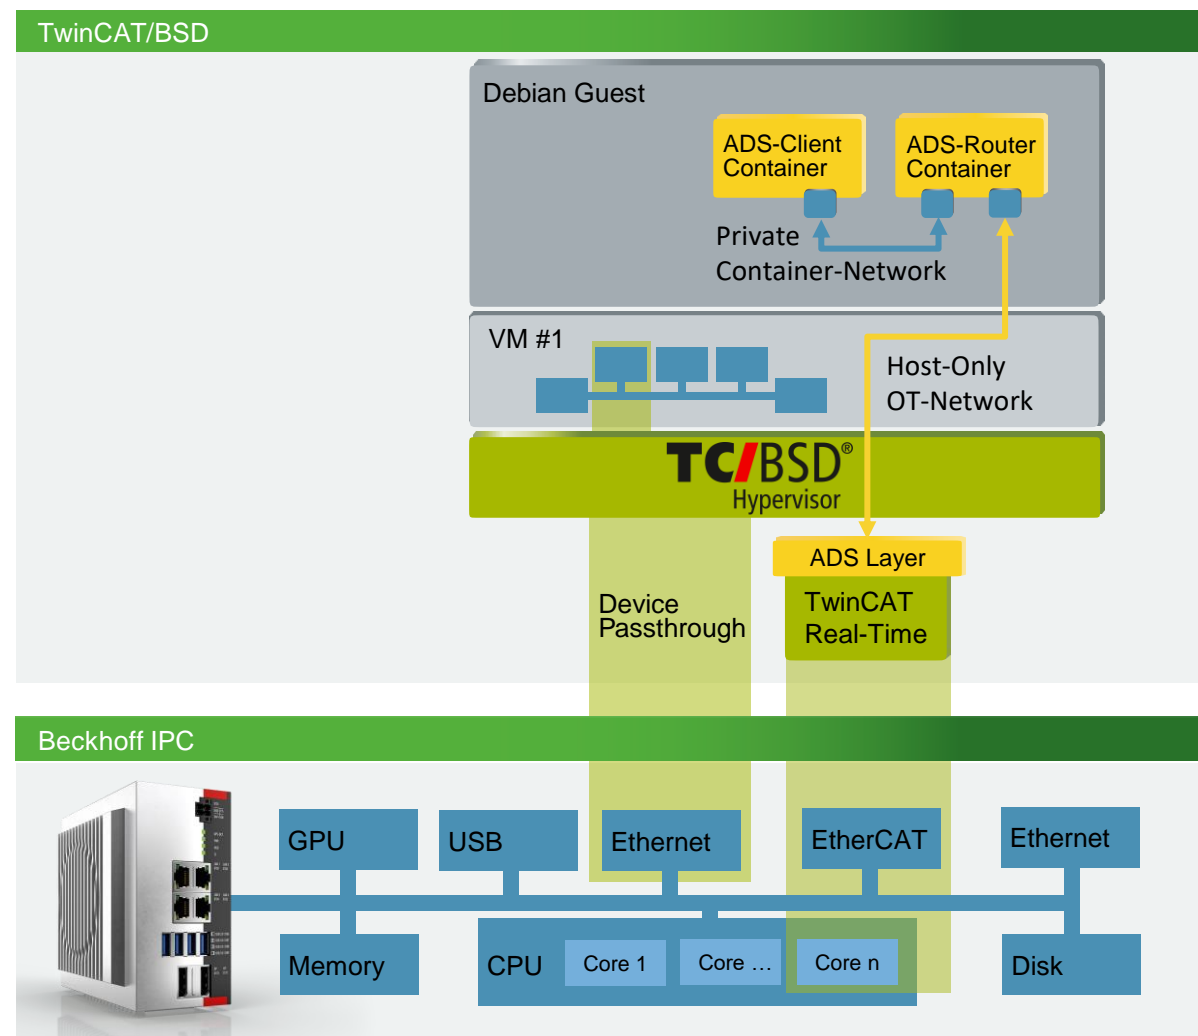 TwinCAT/BSD
Debian Guest
ADS-Client
Container
ADS-Router
Container
Private
Container-Network
VM #1
Host-Only
OT-Network
TC/BSD®
Hypervisor
ADS Layer
Device
Passthrough
TwinCAT
Real-Time
Beckhoff IPC
GPU
USB
Ethernet
EtherCAT
Ethernet
Memory
CPU
Core 1
Core …
Core n
Disk